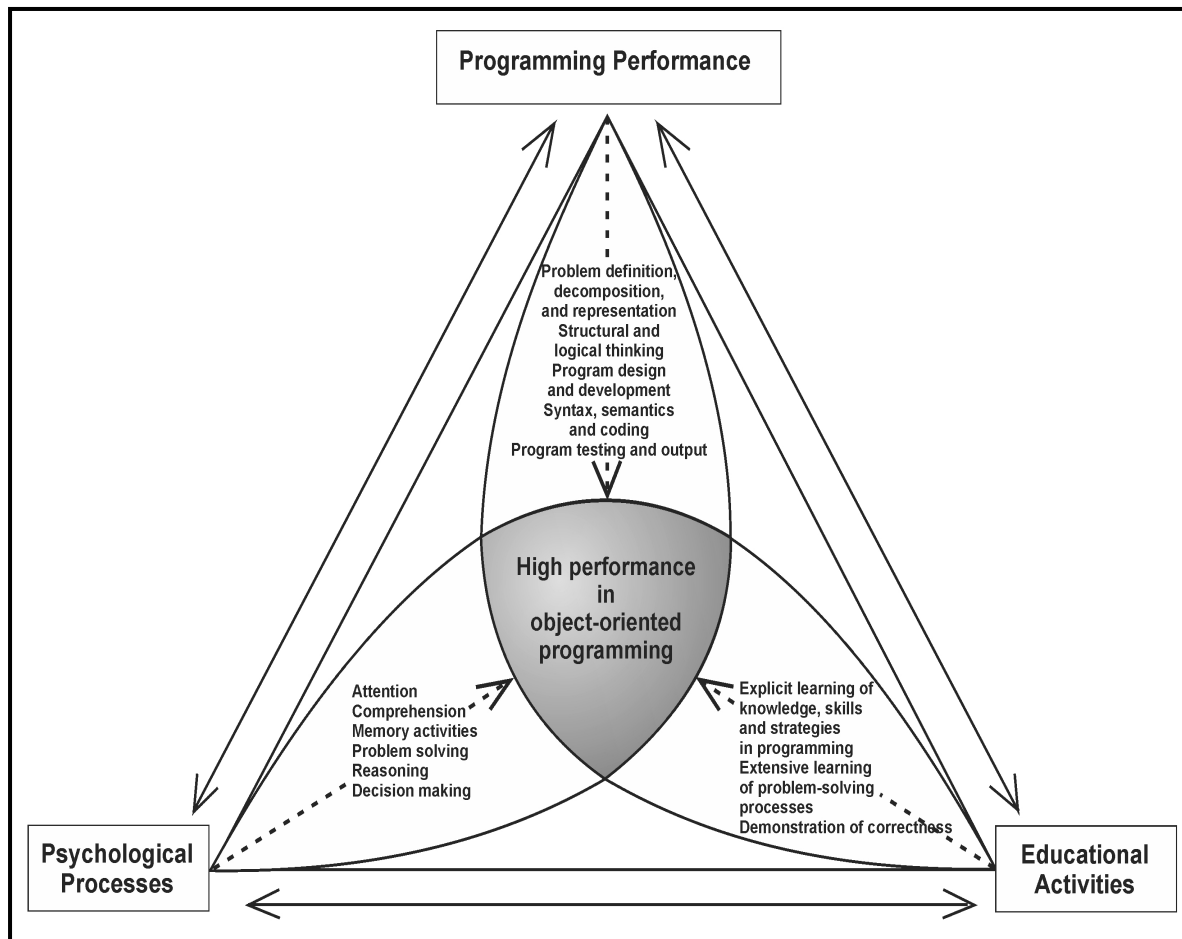 Programming Performance
Problem definition,
decomposition,
and representation
Structural and
logical thinking
Program design
and development
Syntax, semantics
and coding
Program testing and output
High performance
in
object-oriented
programming
Attention
Comprehension
Memory activities
Problem solving
Reasoning
Decision making
Explicit learning of
knowledge, skills
and strategies
in programming
Extensive learning
of problem-solving
processes
Demonstration of correctness
Psychological
Processes
Educational
Activities